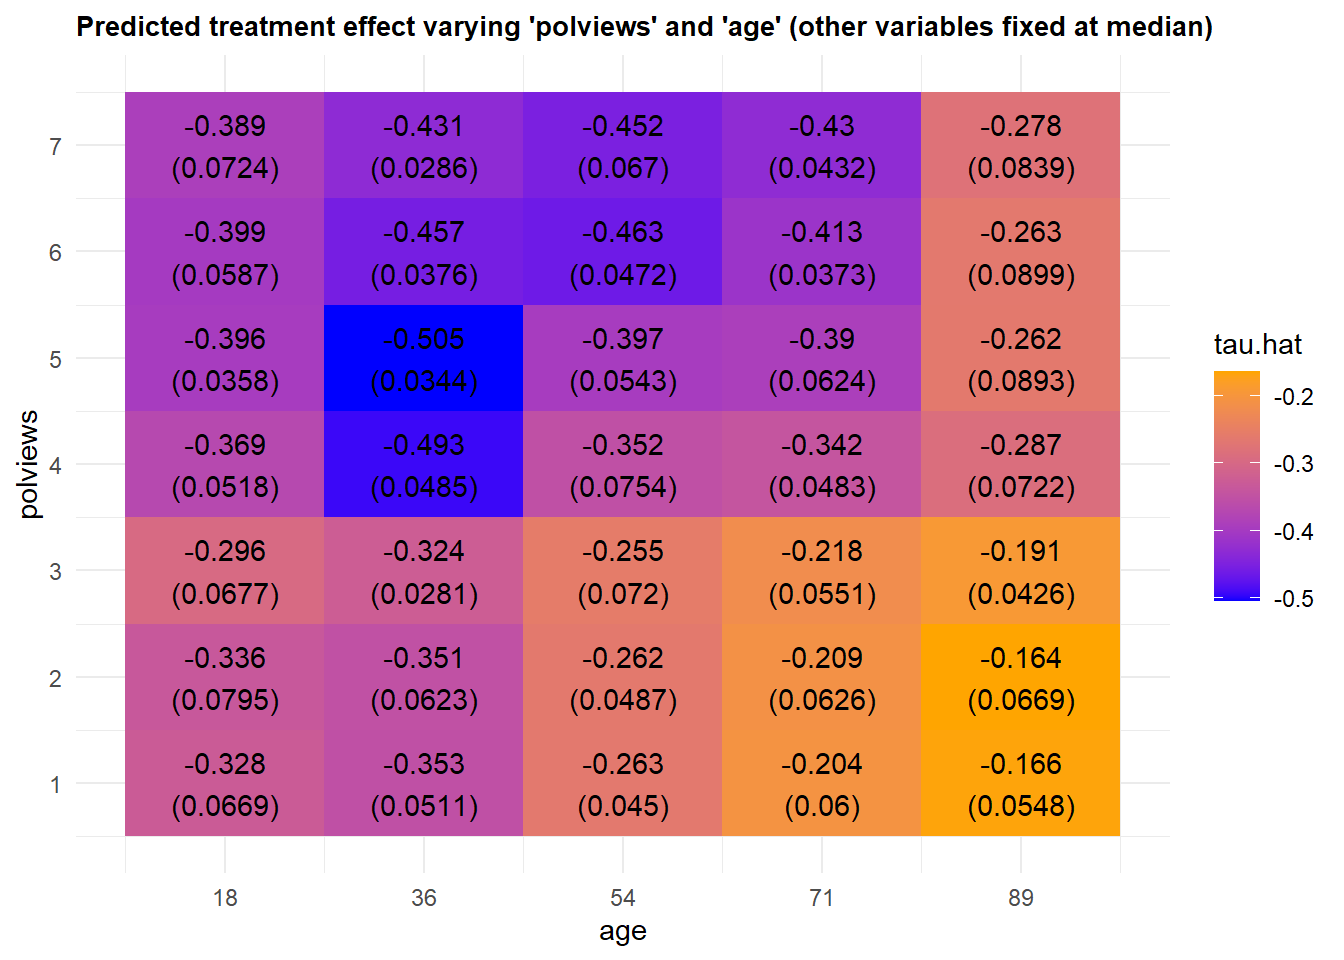 Predicted treatment effect varying 'polviews' and 'age' (other variables fixed at median)
7
-0.389 -0.431 -0.452 -0.43 -0.278
(0.0724) (0.0286) (0.067) (0.0432) (0.0839)
6
-0.399 -0.457 -0.463 -0.413 -0.263
(0.0587) (0.0376) (0.0472) (0.0373) (0.0899)
5
-0.396 -0.505 -0.397 -0.39 -0.262
(0.0358) (0.0344) (0.0543) (0.0624) (0.0893)
4
-0.369 -0.493 -0.352 -0.342 -0.287
(0.0518) (0.0485) (0.0754) (0.0483) (0.0722)
3
-0.296 -0.324 -0.255 -0.218 -0.191
(0.0677) (0.0281) (0.072) (0.0551) (0.0426)
2
-0.336 -0.351 -0.262 -0.209 -0.164
(0.0795) (0.0623) (0.0487) (0.0626) (0.0669)
1
-0.328 -0.353 -0.263 -0.204 -0.166
(0.0669) (0.0511) (0.045) (0.06) (0.0548)
18 36 54 71 89
age
polviews
tau.hat
-0.2
-0.3
-0.4
-0.5